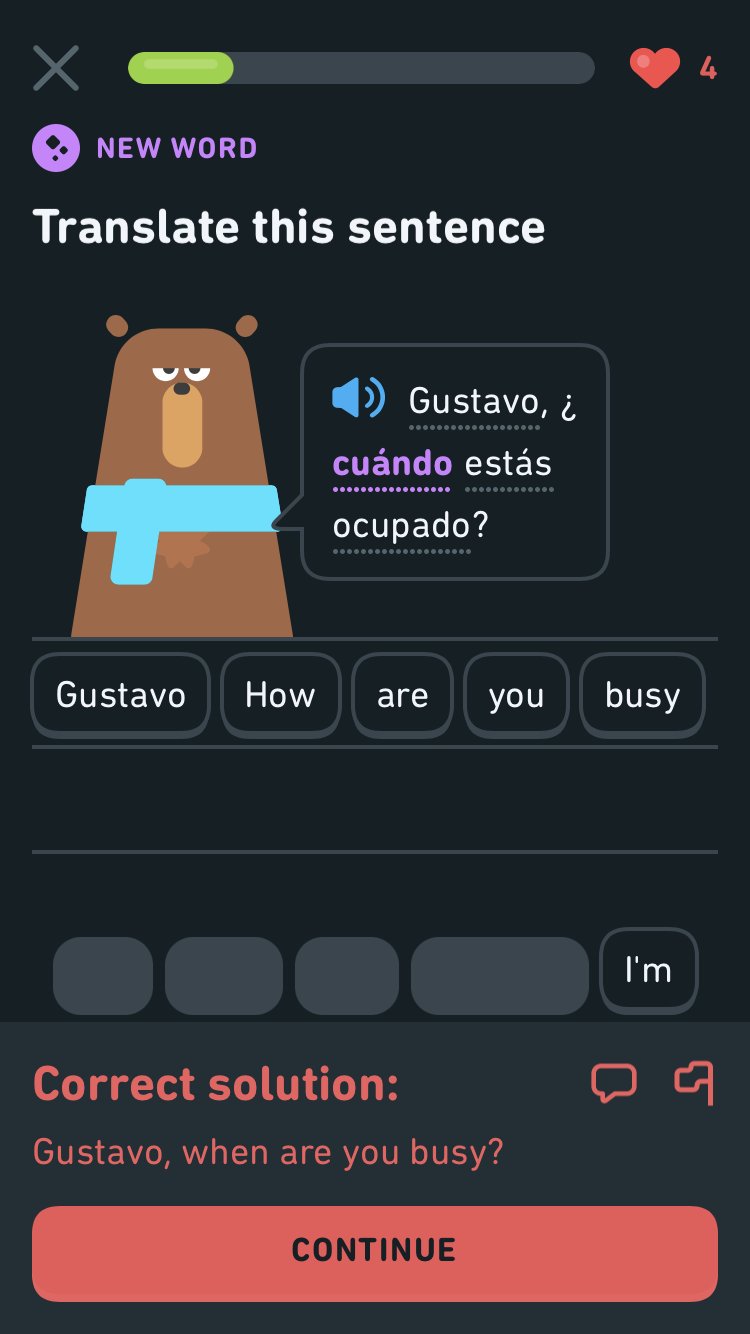 4
NEW WORD
Translate this sentence
Gustavo, ¿
cuándo estás
ocupado?
Gustavo How are you busy
I'm
Correct solution:
Gustavo, when are you busy?
CONTINUE